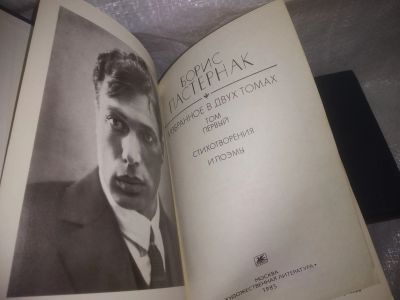 БОРИС
ПАСТЕРНАК
ИЗБРАННОЕ В ДВУХ ТОМАХ
ТОМ
ПЕРВЫЙ
СТИХОТВОРЕНИЯ
И ПОЭМЫ
МОСКВА
«ХУДОЖЕСТВЕННАЯ ЛИТЕРАТУРА»
1985